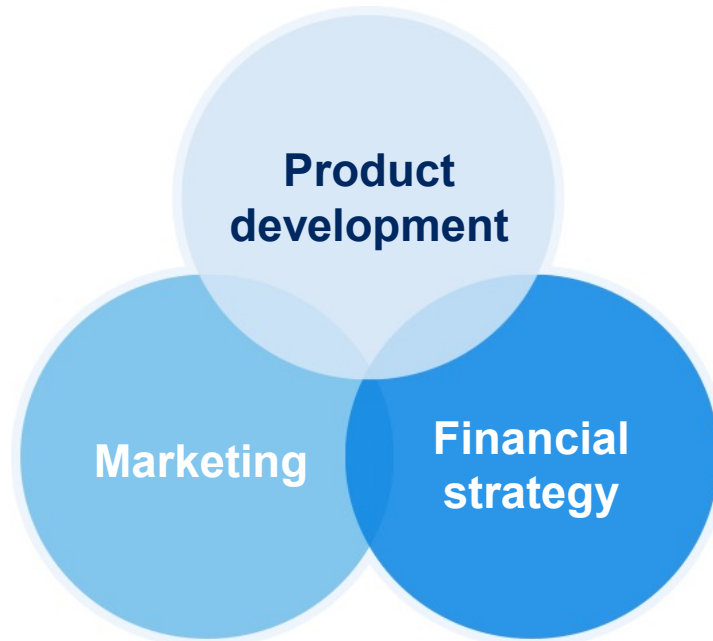 Product
development
Marketing
Financial
strategy